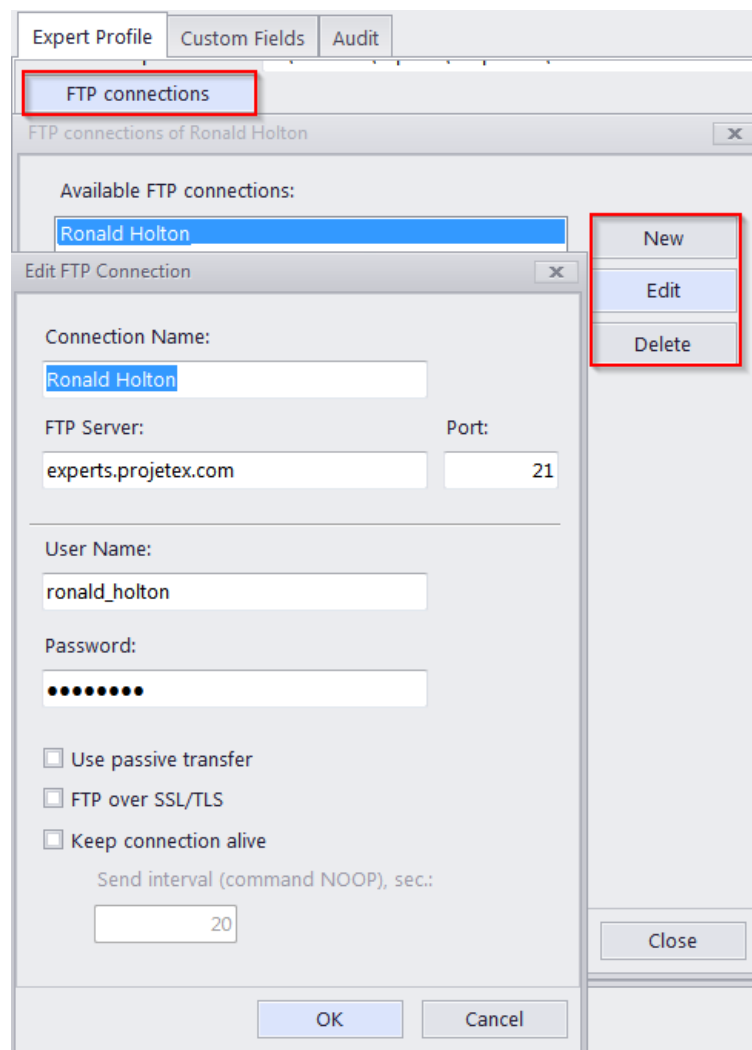 Expert Profile Custom Fields Audit
FTP connections
FTP connections of Ronald Holton
Available FTP connections:
Ronald Holton
New
Edit FTP Connection
Edit
Connection Name:
Delete
Ronald Holton
FTP Server: Port:
experts.projetex.com 21
User Name:
ronald_holton
Password:
••••••••
Use passive transfer
FTP over SSL/TLS
Keep connection alive
Send interval (command NOOP), sec.:
20
Close
OK Cancel